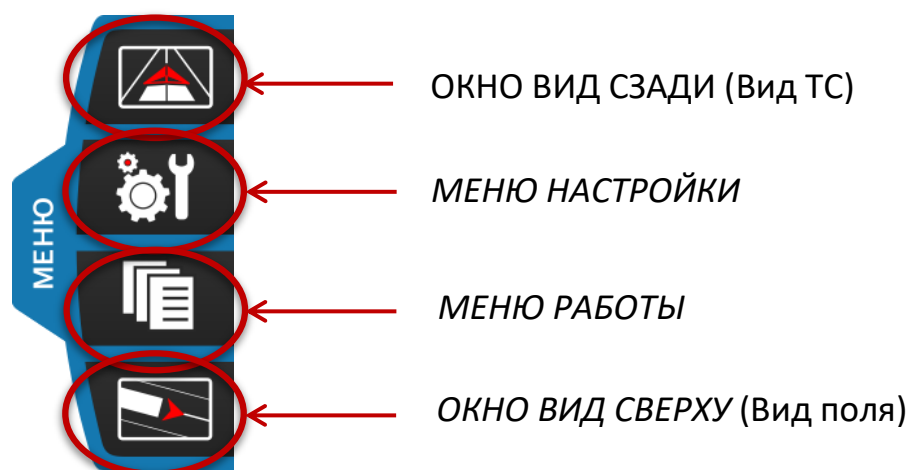 ОКНО ВИД СЗАДИ (Вид ТС)
МЕНЮ НАСТРОЙКИ
МЕНЮ
МЕНЮ РАБОТЫ
ОКНО ВИД СВЕРХУ (Вид поля)